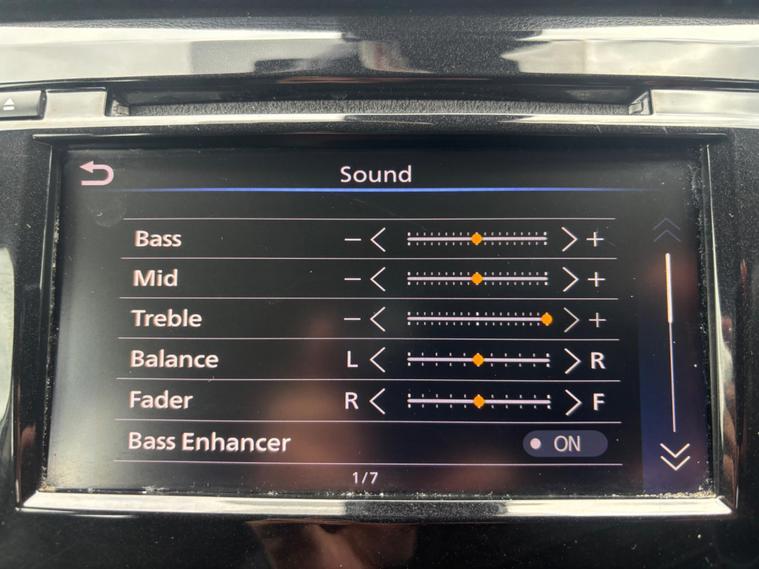 Sound
Bass − +
Mid − +
Treble − +
Balance L R
Fader R F
Bass Enhancer ON
1/7